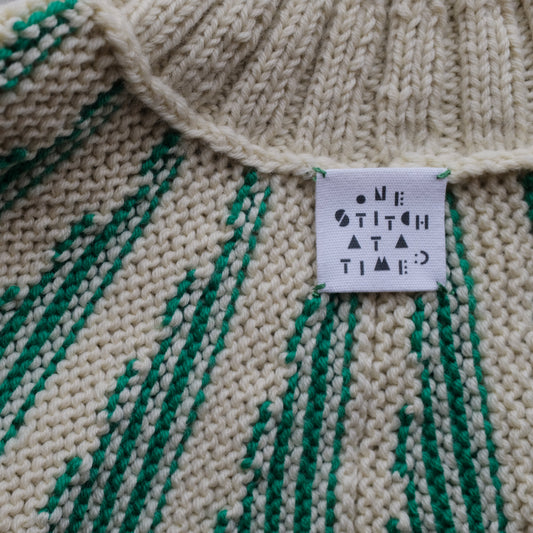 ONE
STITCH
AT A
TIME:)